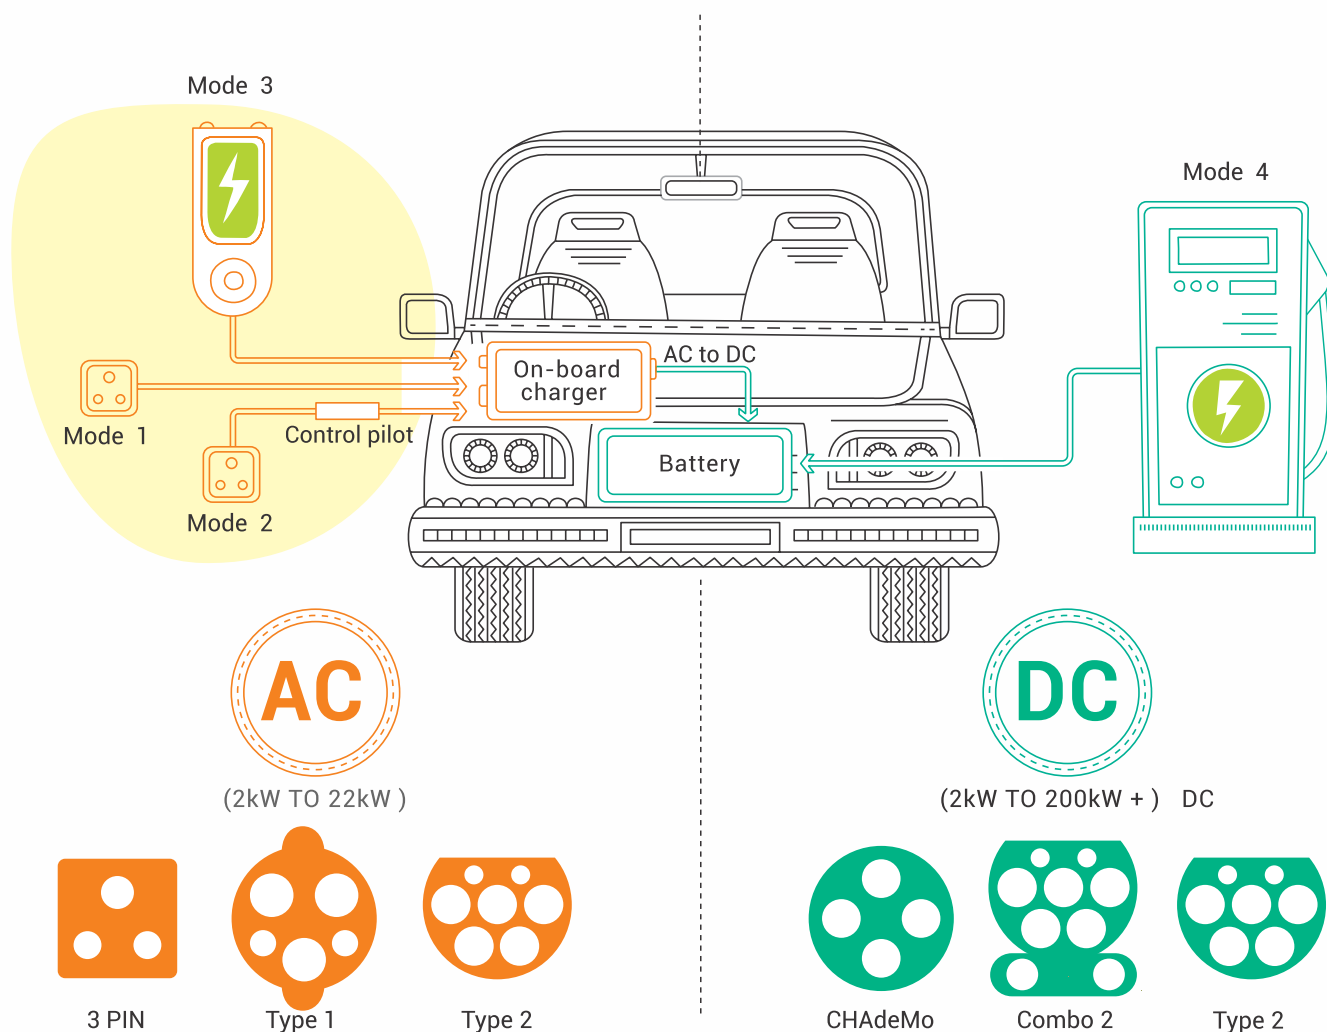 Mode 3
Mode 4
On-board
charger
AC to DC
Mode 1
Control pilot
Battery
Mode 2
AC
DC
(2kW TO 22kW )
(2kW TO 200kW + ) DC
3 PIN
Type 1
Type 2
CHAdeMo
Combo 2
Type 2